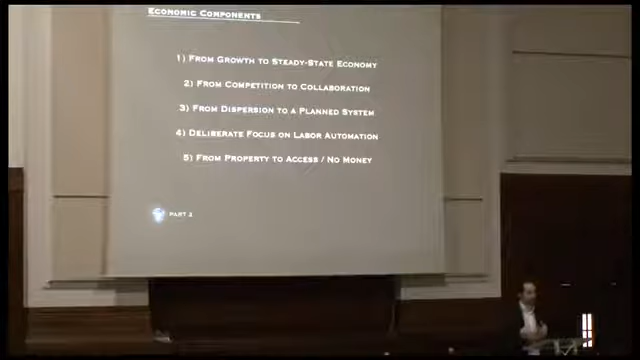 Economic Components
1) From Growth to Steady-State Economy
2) From Competition to Collaboration
3) From Dispersion to a Planned System
4) Deliberate Focus on Labor Automation
5) From Property to Access / No Money
Part 2